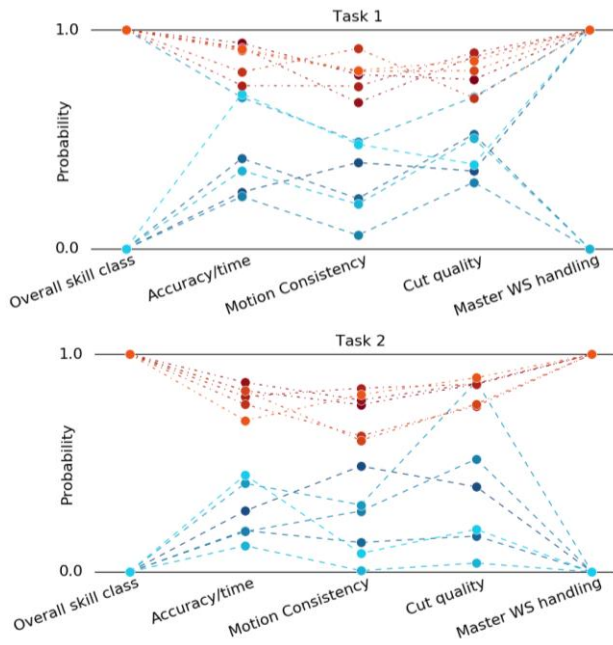 Task 1
1.0
Probability
0.0
Overall skill class
Accuracy/time
Motion Consistency
Cut quality
Master WS handling
Task 2
1.0
Probability
0.0
Overall skill class
Accuracy/time
Motion Consistency
Cut quality
Master WS handling